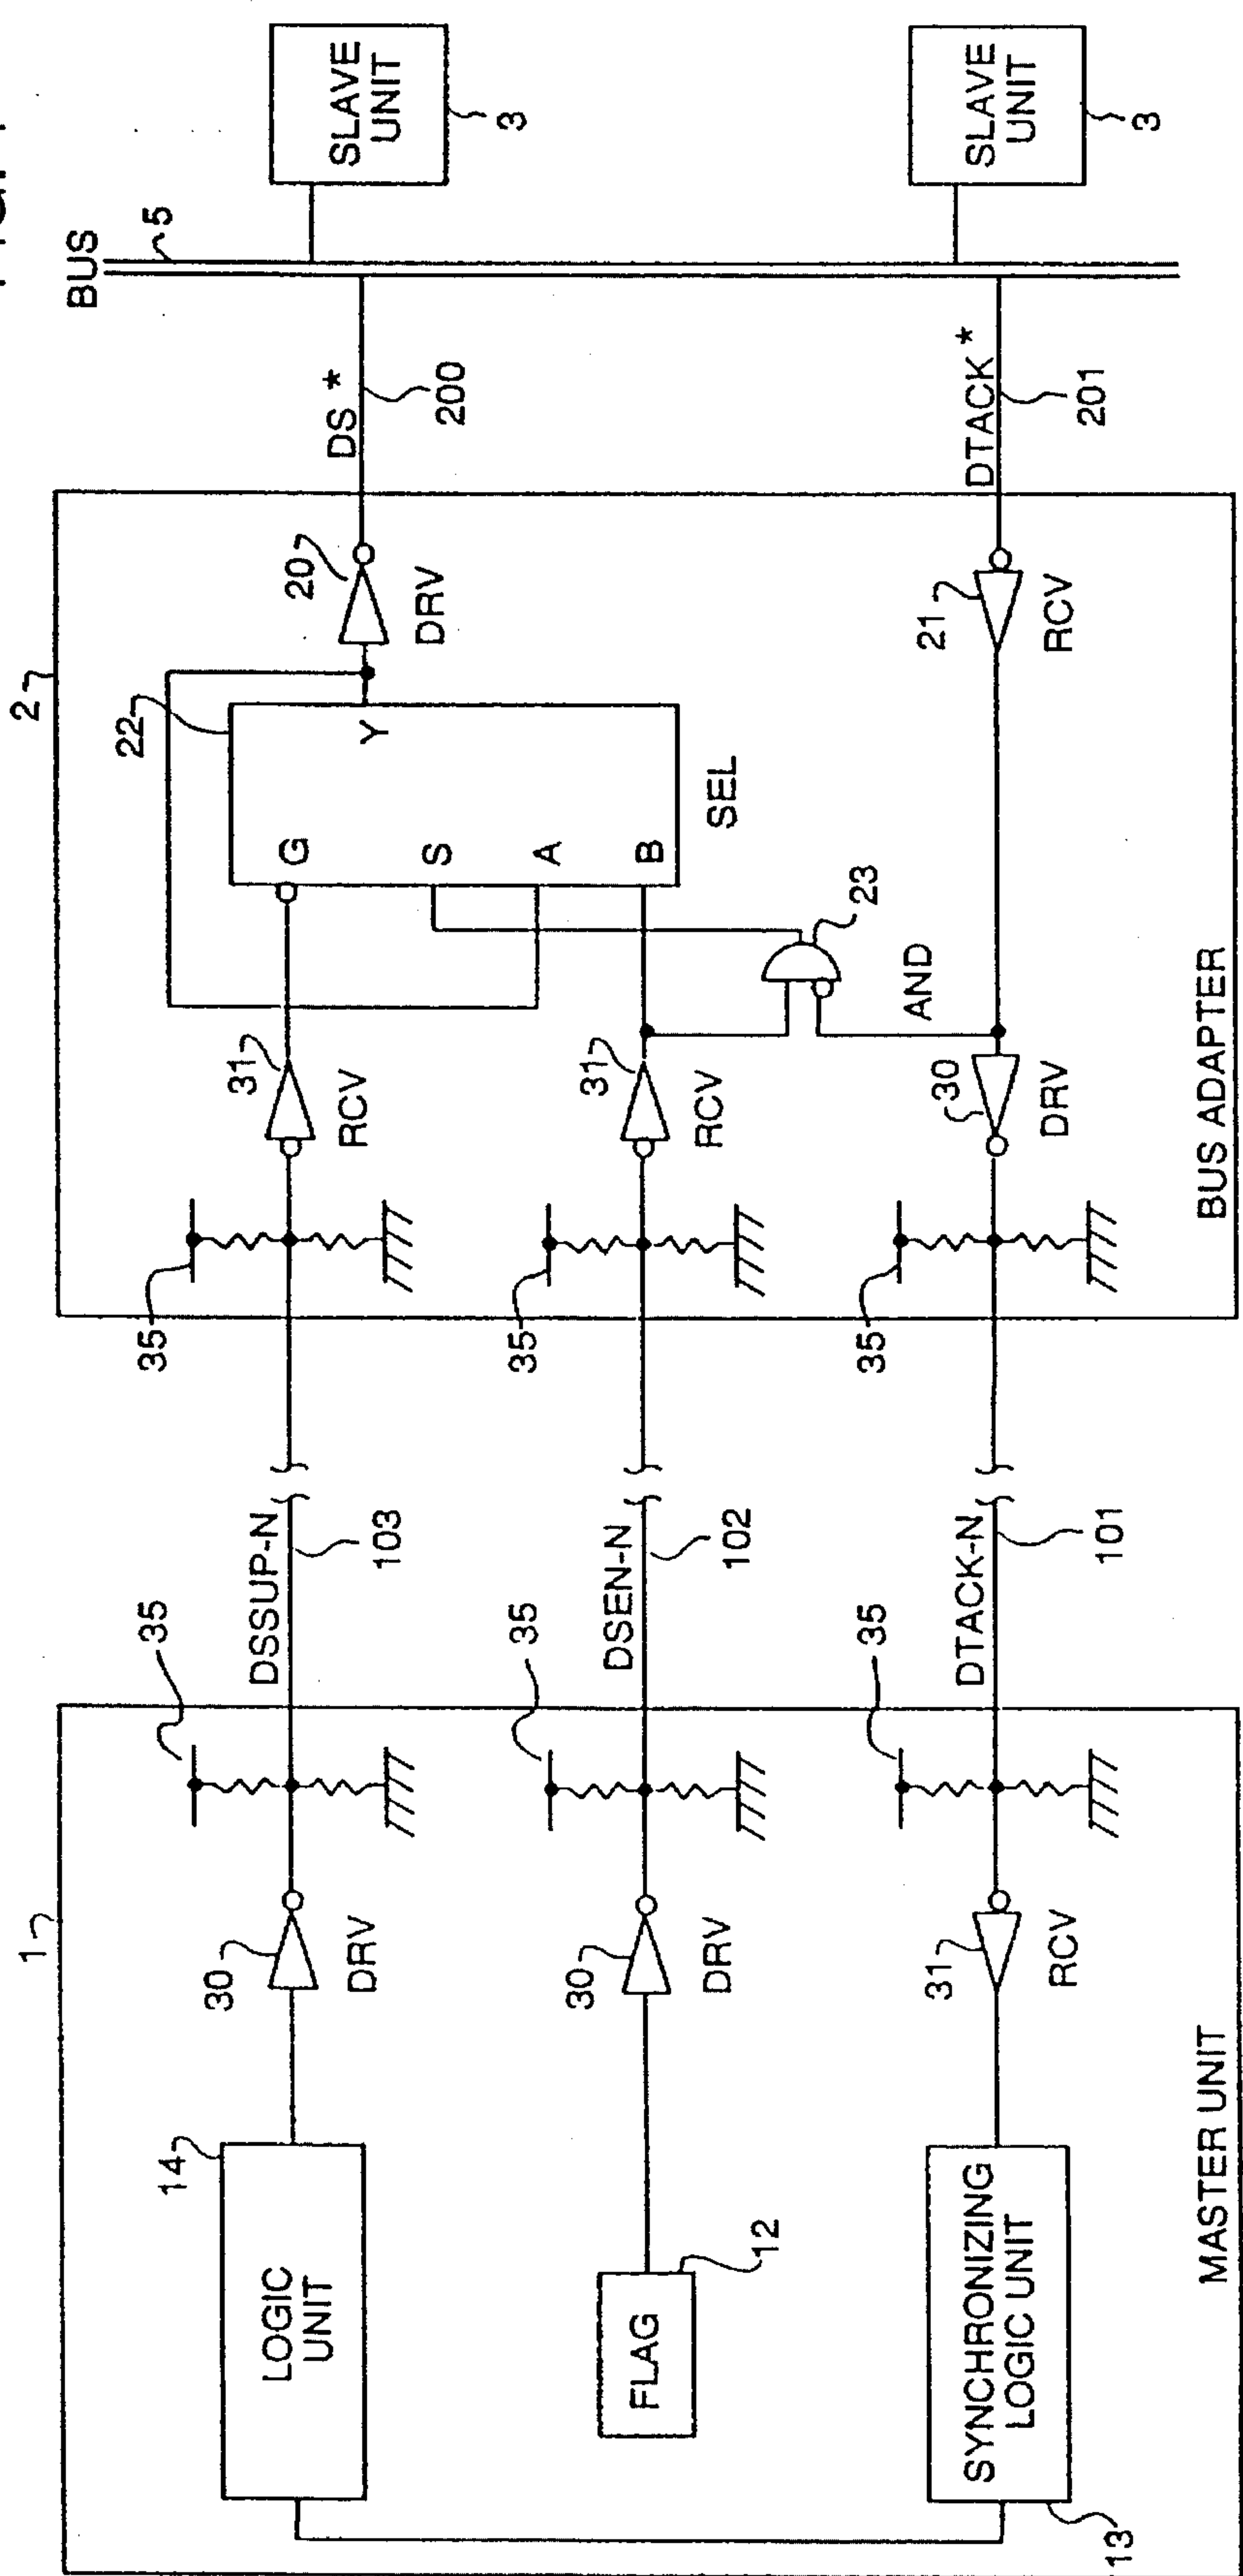 BUS
5
SLAVE
UNIT
3
SLAVE
UNIT
3
DS *
200
DTACK *
201
2
20
DRV
21
RCV
22
Y
G
S
A
B
SEL
23
AND
31
RCV
31
RCV
30
DRV
35
35
35
BUS ADAPTER
DSSUP-N
103
DSEN-N
102
DTACK-N
101
1
35
35
35
30
DRV
30
DRV
31
RCV
14
LOGIC
UNIT
12
FLAG
SYNCHRONIZING
LOGIC UNIT
13
MASTER UNIT